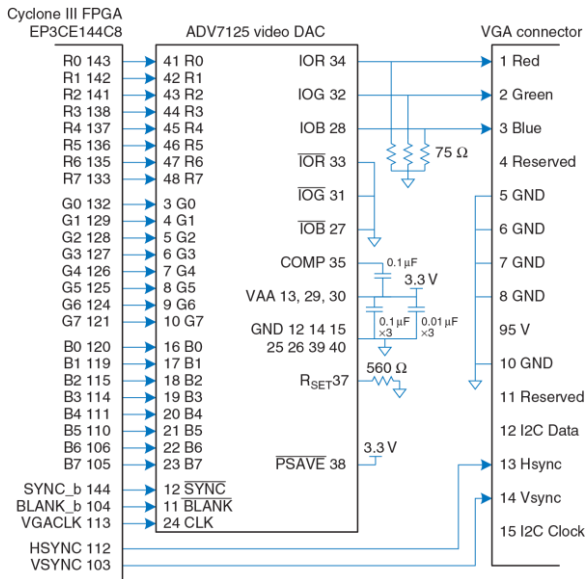 Cyclone III FPGA
EP3CE144C8
ADV7125 video DAC
VGA connector
R0 143
R1 142
R2 141
R3 138
R4 137
R5 136
R6 135
R7 133
G0 132
G1 129
G2 128
G3 127
G4 126
G5 125
G6 124
G7 121
B0 120
B1 119
B2 115
B3 114
B4 111
B5 110
B6 106
B7 105
SYNC_b 144
BLANK_b 104
VGACLK 113
HSYNC 112
VSYNC 103
41 R0
42 R1
43 R2
44 R3
45 R4
46 R5
47 R6
48 R7
3 G0
4 G1
5 G2
6 G3
7 G4
8 G5
9 G6
10 G7
16 B0
17 B1
18 B2
19 B3
20 B4
21 B5
22 B6
23 B7
12 SYNC
11 BLANK
24 CLK
IOR 34
IOG 32
IOB 28
IOR 33
IOG 31
IOB 27
COMP 35
VAA 13, 29, 30
GND 12 14 15
25 26 39 40
RSET37
PSAVE 38
75 Ω
0.1 μF
3.3 V
0.1 μF
×3
0.01 μF
×3
560 Ω
3.3 V
1 Red
2 Green
3 Blue
4 Reserved
5 GND
6 GND
7 GND
8 GND
95 V
10 GND
11 Reserved
12 I2C Data
13 Hsync
14 Vsync
15 I2C Clock